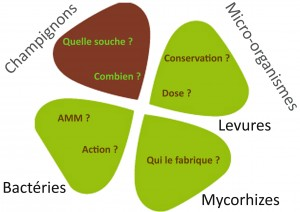 Champignons
Micro-organismes
Quelle souche ?
Combien ?
Conservation ?
Dose ?
Levures
AMM ?
Action ?
Qui le fabrique ?
Bactéries
Mycorhizes